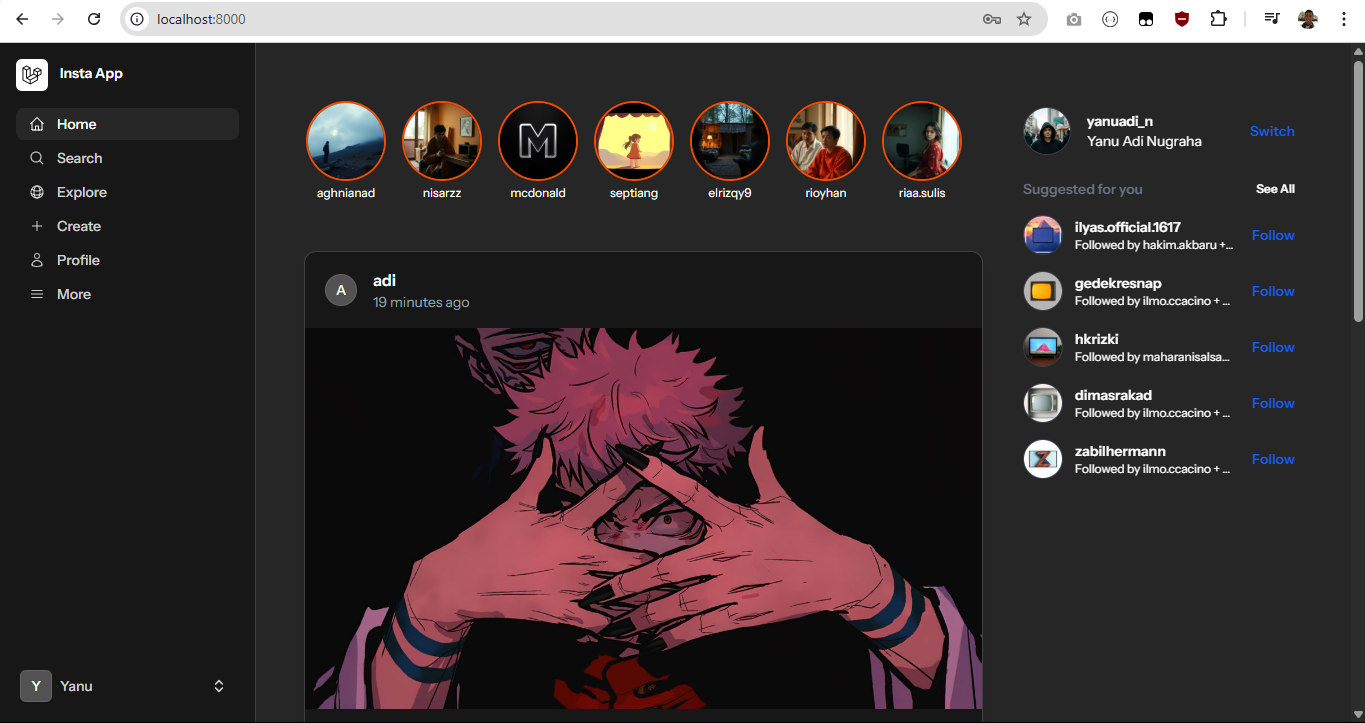 localhost:8000
Insta App
Home
Search
Explore
Create
Profile
More
Y Yanu
aghnianad
nisarzz
M
mcdonald
septiang
elrizqy9
rioyhan
riaa.sulis
A
adi
19 minutes ago
yanuadi_n
Yanu Adi Nugraha
Switch
Suggested for you See All
ilyas.official.1617
Followed by hakim.akbaru +...
Follow
gedekresnap
Followed by ilmo.ccacino + ...
Follow
hkrizki
Followed by maharanisalsa...
Follow
dimasrakad
Followed by ilmo.ccacino + ...
Follow
Z
zabilhermann
Followed by ilmo.ccacino + ...
Follow